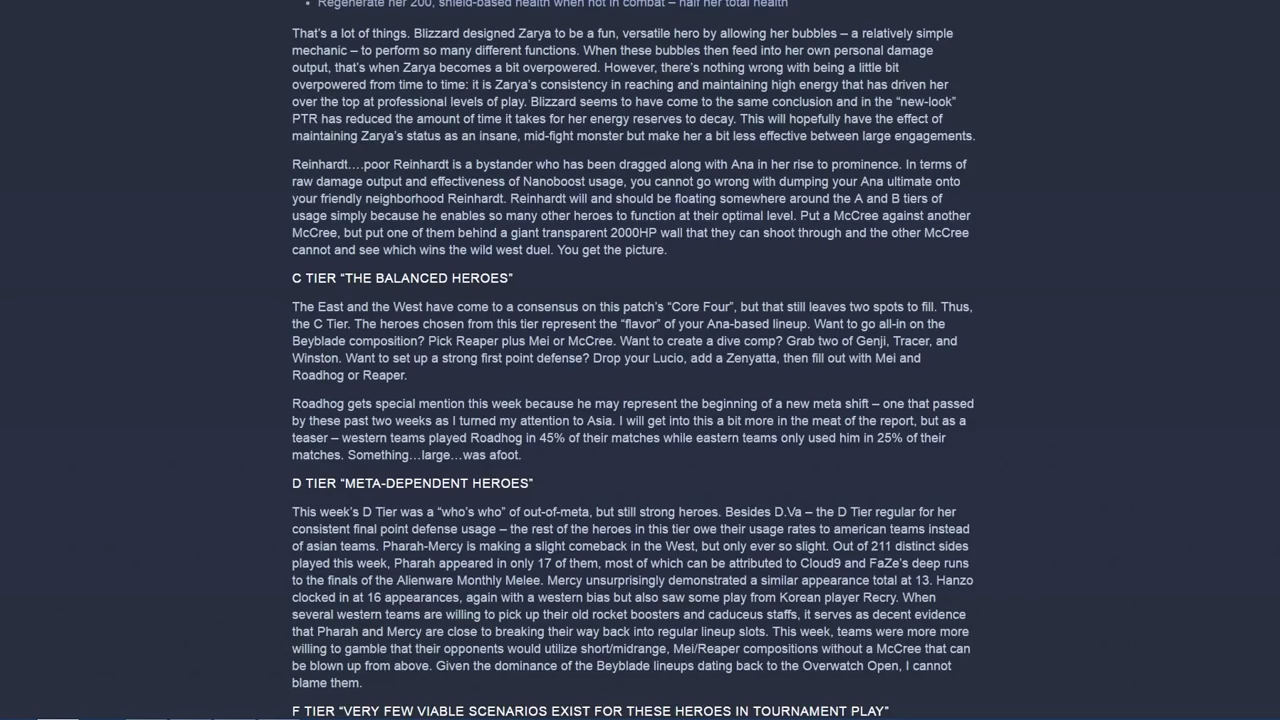 Regenerate her 200, shield-based health when not in combat – half her total health
That's a lot of things. Blizzard designed Zarya to be a fun, versatile hero by allowing her bubbles – a relatively simple
mechanic – to perform so many different functions. When these bubbles then feed into her own personal damage
output, that's when Zarya becomes a bit overpowered. However, there's nothing wrong with being a little bit
overpowered from time to time: it is Zarya's consistency in reaching and maintaining high energy that has driven her
over the top at professional levels of play. Blizzard seems to have come to the same conclusion and in the “new-look”
PTR has reduced the amount of time it takes for her energy reserves to decay. This will hopefully have the effect of
maintaining Zarya's status as an insane, mid-fight monster but make her a bit less effective between large engagements.
Reinhardt….poor Reinhardt is a bystander who has been dragged along with Ana in her rise to prominence. In terms of
raw damage output and effectiveness of Nanoboost usage, you cannot go wrong with dumping your Ana ultimate onto
your friendly neighborhood Reinhardt. Reinhardt will and should be floating somewhere around the A and B tiers of
usage simply because he enables so many other heroes to function at their optimal level. Put a McCree against another
McCree, but put one of them behind a giant transparent 2000HP wall that they can shoot through and the other McCree
cannot and see which wins the wild west duel. You get the picture.
C TIER “THE BALANCED HEROES”
The East and the West have come to a consensus on this patch's “Core Four”, but that still leaves two spots to fill. Thus,
the C Tier. The heroes chosen from this tier represent the “flavor” of your Ana-based lineup. Want to go all-in on the
Beyblade composition? Pick Reaper plus Mei or McCree. Want to create a dive comp? Grab two of Genji, Tracer, and
Winston. Want to set up a strong first point defense? Drop your Lucio, add a Zenyatta, then fill out with Mei and
Roadhog or Reaper.
Roadhog gets special mention this week because he may represent the beginning of a new meta shift – one that passed
by these past two weeks as I turned my attention to Asia. I will get into this a bit more in the meat of the report, but as a
teaser – western teams played Roadhog in 45% of their matches while eastern teams only used him in 25% of their
matches. Something…large…was afoot.
D TIER “META-DEPENDENT HEROES”
This week's D Tier was a “who's who” of out-of-meta, but still strong heroes. Besides D.Va – the D Tier regular for her
consistent final point defense usage – the rest of the heroes in this tier owe their usage rates to american teams instead
of asian teams. Pharah-Mercy is making a slight comeback in the West, but only ever so slight. Out of 211 distinct sides
played this week, Pharah appeared in only 17 of them, most of which can be attributed to Cloud9 and FaZe's deep runs
to the finals of the Alienware Monthly Melee. Mercy unsurprisingly demonstrated a similar appearance total at 13. Hanzo
clocked in at 16 appearances, again with a western bias but also saw some play from Korean player Recry. When
several western teams are willing to pick up their old rocket boosters and caduceus staffs, it serves as decent evidence
that Pharah and Mercy are close to breaking their way back into regular lineup slots. This week, teams were more more
willing to gamble that their opponents would utilize short/midrange, Mei/Reaper compositions without a McCree that can
be blown up from above. Given the dominance of the Beyblade lineups dating back to the Overwatch Open, I cannot
blame them.
F TIER “VERY FEW VIABLE SCENARIOS EXIST FOR THESE HEROES IN TOURNAMENT PLAY”